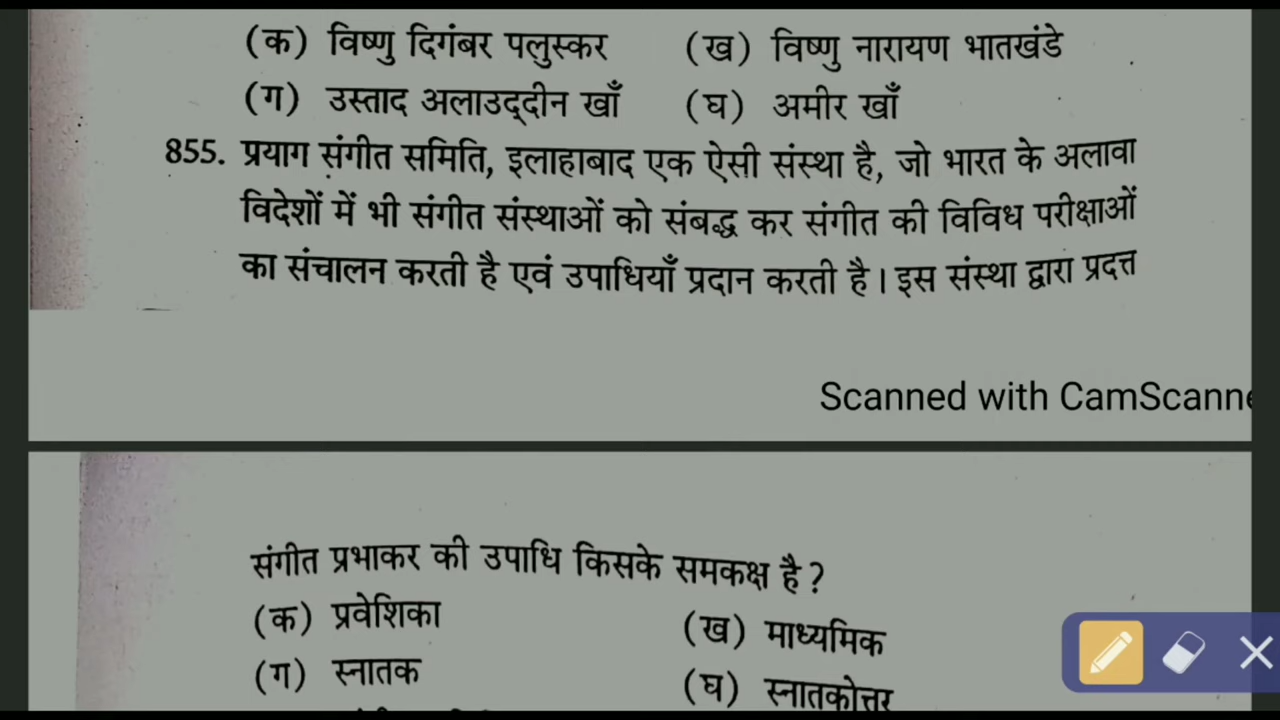 (क) विष्णु दिगंबर पलुस्कर (ख) विष्णु नारायण भातखंडे
(ग) उस्ताद अलाउद्दीन खाँ (घ) अमीर खाँ
855. प्रयाग संगीत समिति, इलाहाबाद एक ऐसी संस्था है, जो भारत के अलावा
विदेशों में भी संगीत संस्थाओं को संबद्ध कर संगीत की विविध परीक्षाओं
का संचालन करती है एवं उपाधियाँ प्रदान करती है। इस संस्था द्वारा प्रदत्त
Scanned with CamScanne
संगीत प्रभाकर की उपाधि किसके समकक्ष है?
(क) प्रवेशिका (ख) माध्यमिक
(ग) स्नातक (घ) स्नातकोत्तर